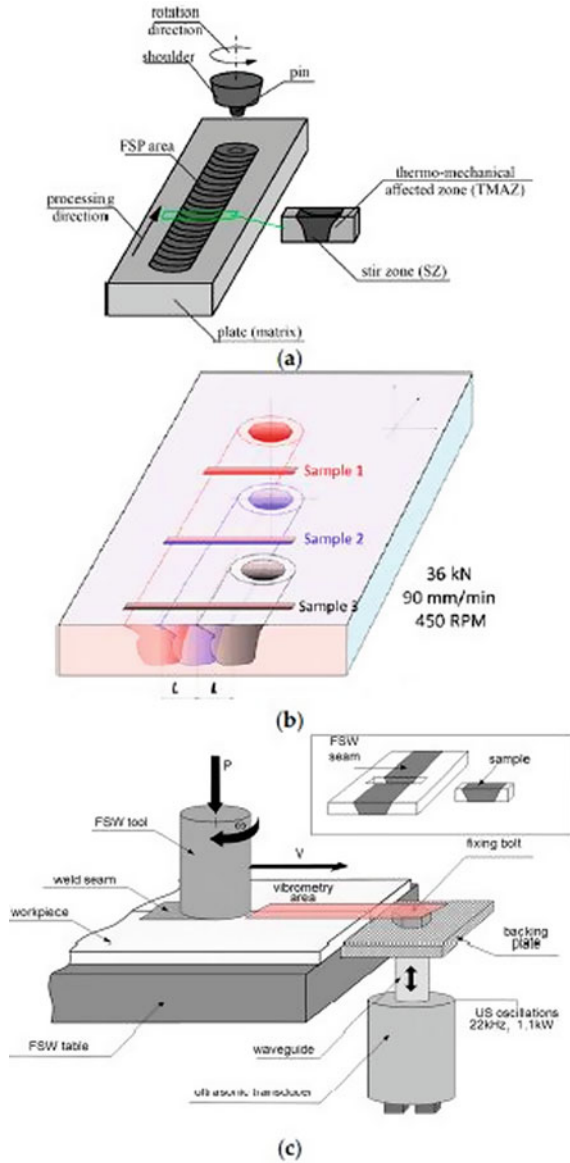 rotation
direction
shoulder
pin
FSP area
processing
direction
thermo-mechanical
affected zone (TMAZ)
stir zone (SZ)
plate (matrix)
(a)
Sample 1
Sample 2
Sample 3
36 kN
90 mm/min
450 RPM
(b)
FSW
seam
sample
P
FSW tool
ω
V
fixing bolt
weld seam
vibrometry
area
workpiece
backing
plate
US oscillations
22kHz, 1.1kW
FSW table
waveguide
ultrasonic transducer
(c)